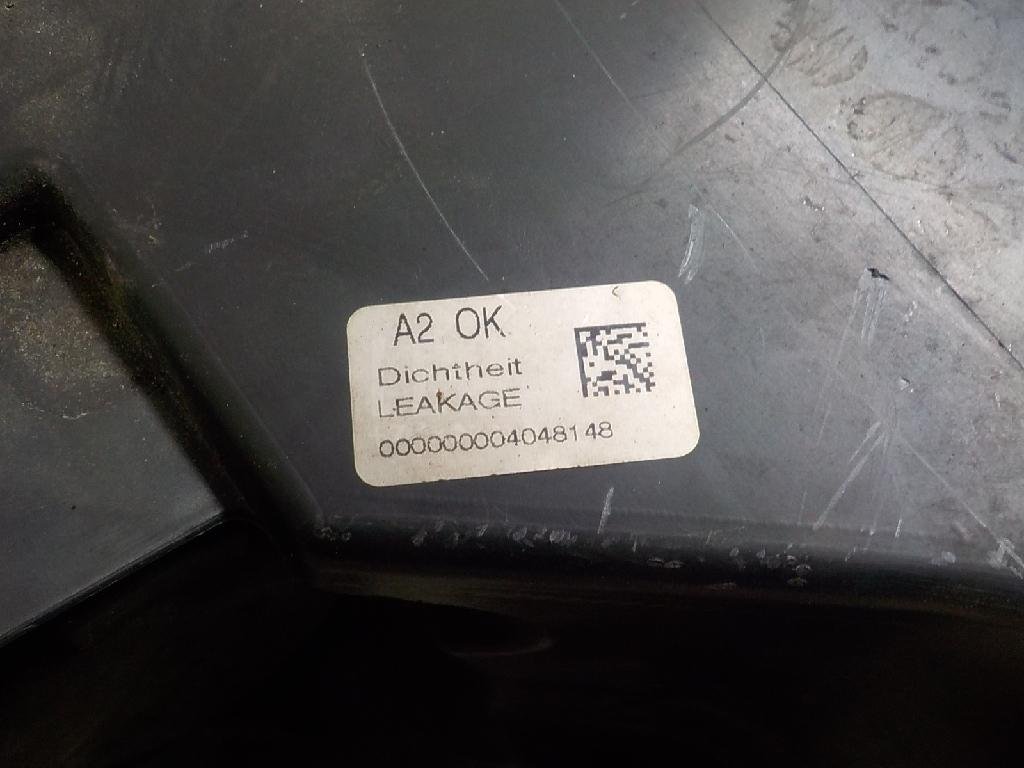 A2 OK
Dichtheit
LEAKAGE
0000000004048148